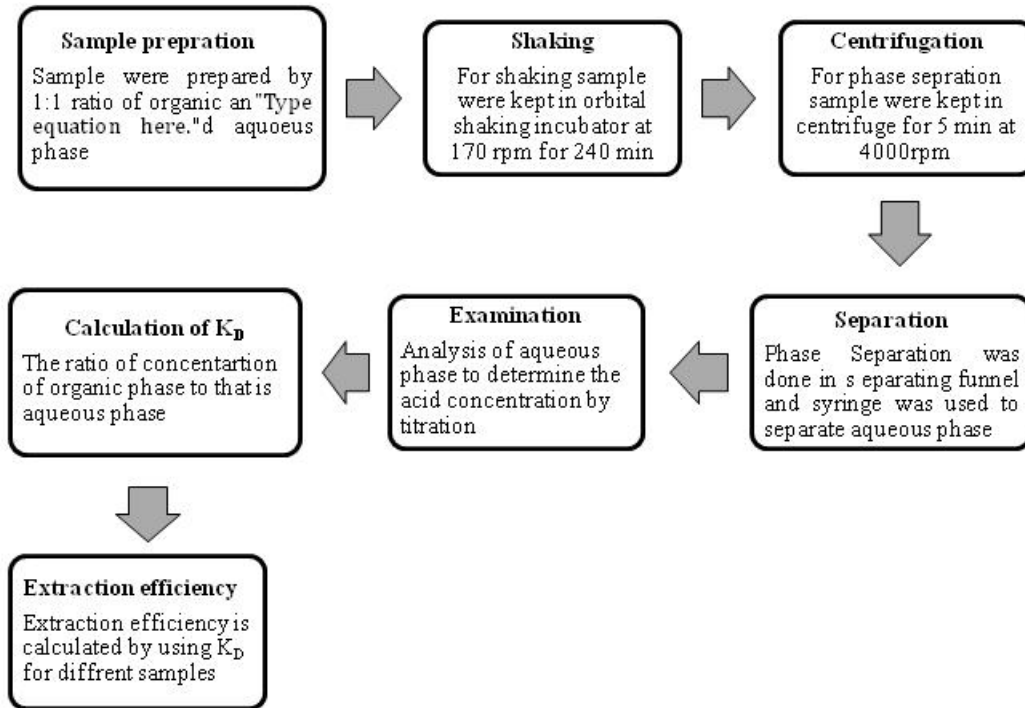 Sample prepration
Sample were prepared by
1:1 ratio of organic an"Type
equation here."d aquoeus
phase
Shaking
For shaking sample
were kept in orbital
shaking incubator at
170 rpm for 240 min
Centrifugation
For phase sepration
sample were kept in
centrifuge for 5 min at
4000rpm
Separation
Phase Separation was
done in s eparating funnel
and syringe was used to
separate aqueous phase
Examination
Analysis of aqueous
phase to determine the
acid concentration by
titration
Calculation of K_D
The ratio of concentartion
of organic phase to that is
aqueous phase
Extraction efficiency
Extraction efficiency is
calculated by using K_D
for diffrent samples